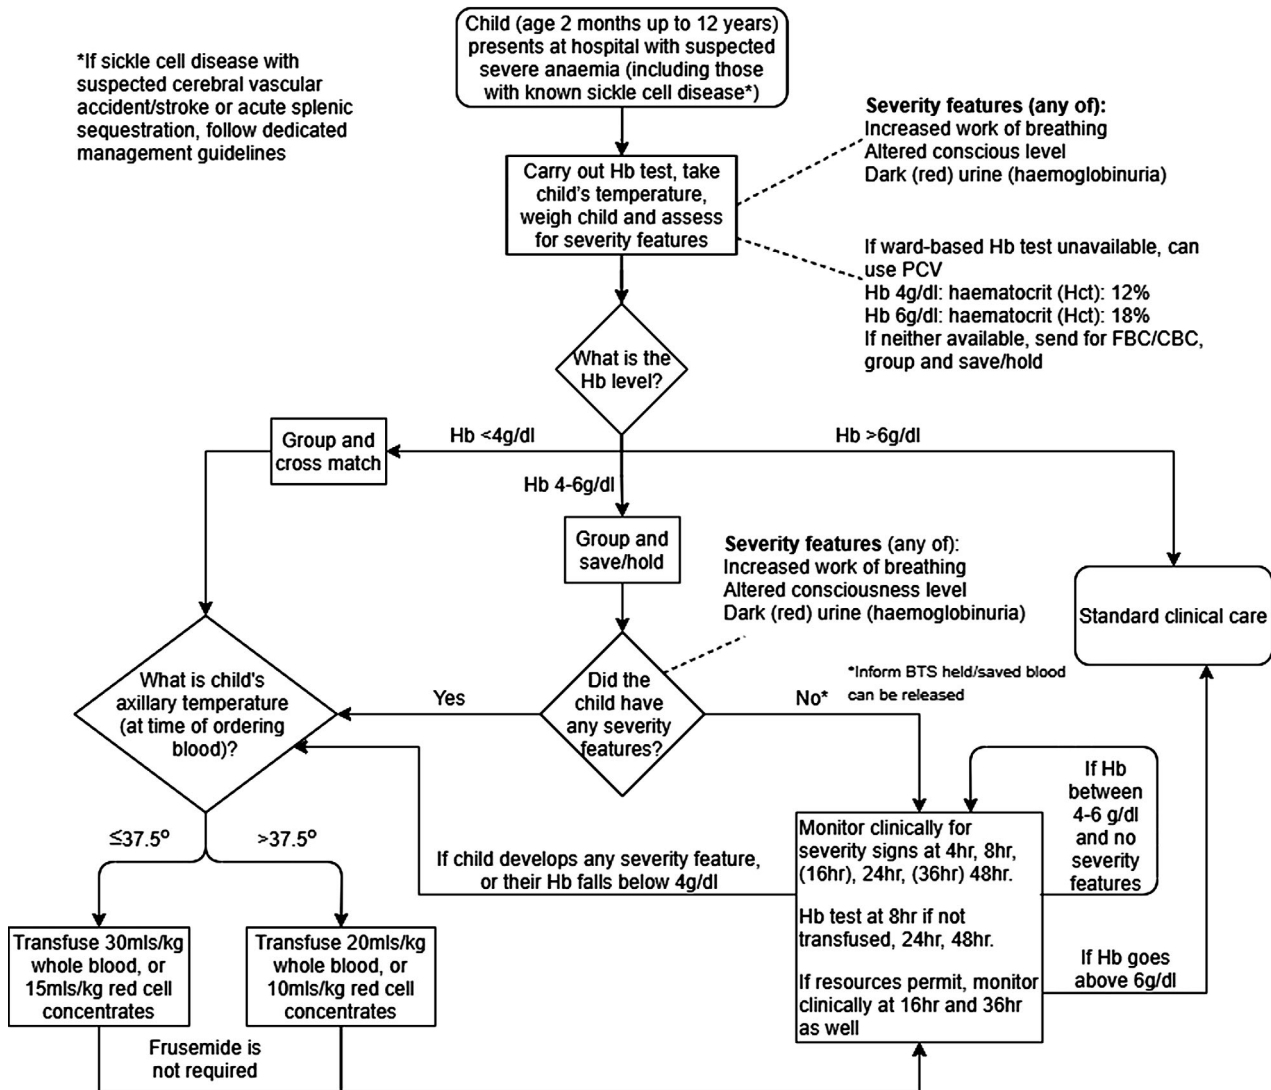 Child (age 2 months up to 12 years)
presents at hospital with suspected
severe anaemia (including those
with known sickle cell disease*)
*If sickle cell disease with
suspected cerebral vascular
accident/stroke or acute splenic
sequestration, follow dedicated
management guidelines
Severity features (any of):
Increased work of breathing
Altered conscious level
Dark (red) urine (haemoglobinuria)
Carry out Hb test, take
child's temperature,
weigh child and assess
for severity features
If ward-based Hb test unavailable, can
use PCV
Hb 4g/dl: haematocrit (Hct): 12%
Hb 6g/dl: haematocrit (Hct): 18%
If neither available, send for FBC/CBC,
group and save/hold
What is the
Hb level?
Hb <4g/dl
Hb >6g/dl
Group and
cross match
Hb 4-6g/dl
Group and
save/hold
Severity features (any of):
Increased work of breathing
Altered consciousness level
Dark (red) urine (haemoglobinuria)
Standard clinical care
What is child's
axillary temperature
(at time of ordering
blood)?
Yes
Did the
child have
any severity
features?
No*
*Inform BTS held/saved blood
can be released
If Hb
between
4-6 g/dl
and no
severity
features
≤37.5º
>37.5º
If child develops any severity feature,
or their Hb falls below 4g/dl
Monitor clinically for
severity signs at 4hr, 8hr,
(16hr), 24hr, (36hr) 48hr.
Hb test at 8hr if not
transfused, 24hr, 48hr.
If resources permit, monitor
clinically at 16hr and 36hr
as well
If Hb goes
above 6g/dl
Transfuse 30mls/kg
whole blood, or
15mls/kg red cell
concentrates
Transfuse 20mls/kg
whole blood, or
10mls/kg red cell
concentrates
Frusemide is
not required